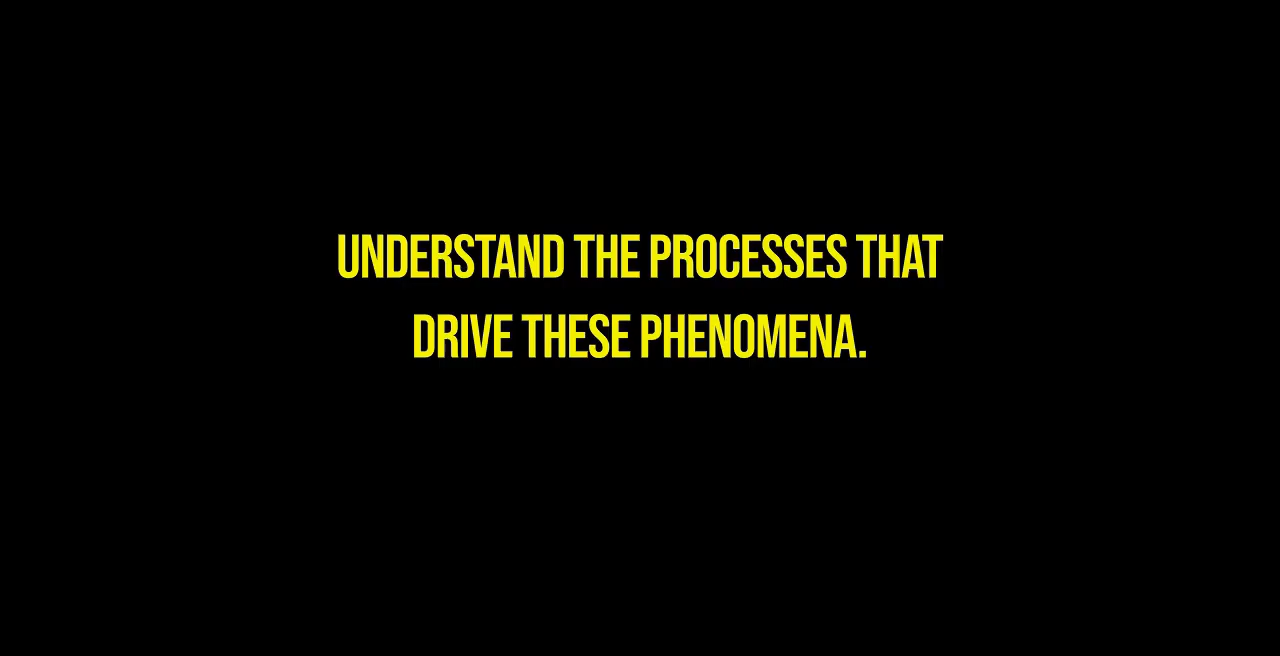 UNDERSTAND THE PROCESSES THAT
DRIVE THESE PHENOMENA.